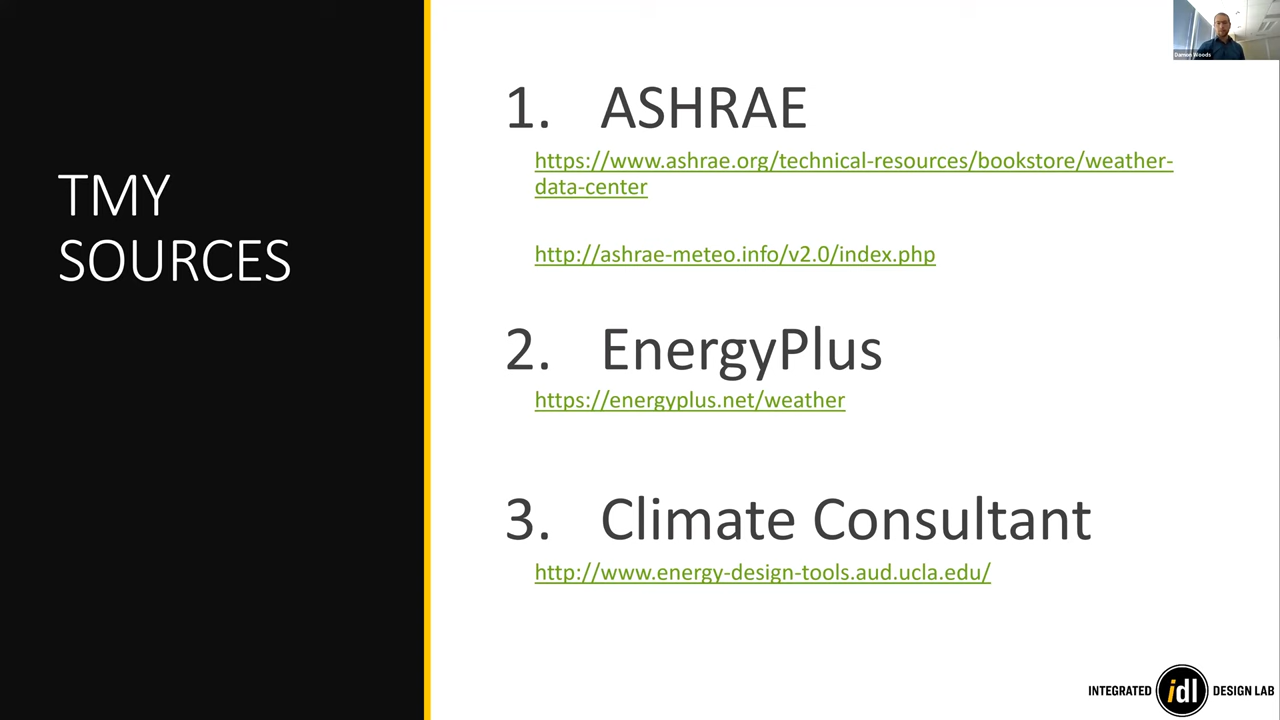 TMY
SOURCES
1. ASHRAE
https://www.ashrae.org/technical-resources/bookstore/weather-
data-center
http://ashrae-meteo.info/v2.0/index.php
2. EnergyPlus
https://energyplus.net/weather
3. Climate Consultant
http://www.energy-design-tools.aud.ucla.edu/
Damon Woods
INTEGRATED idl DESIGN LAB